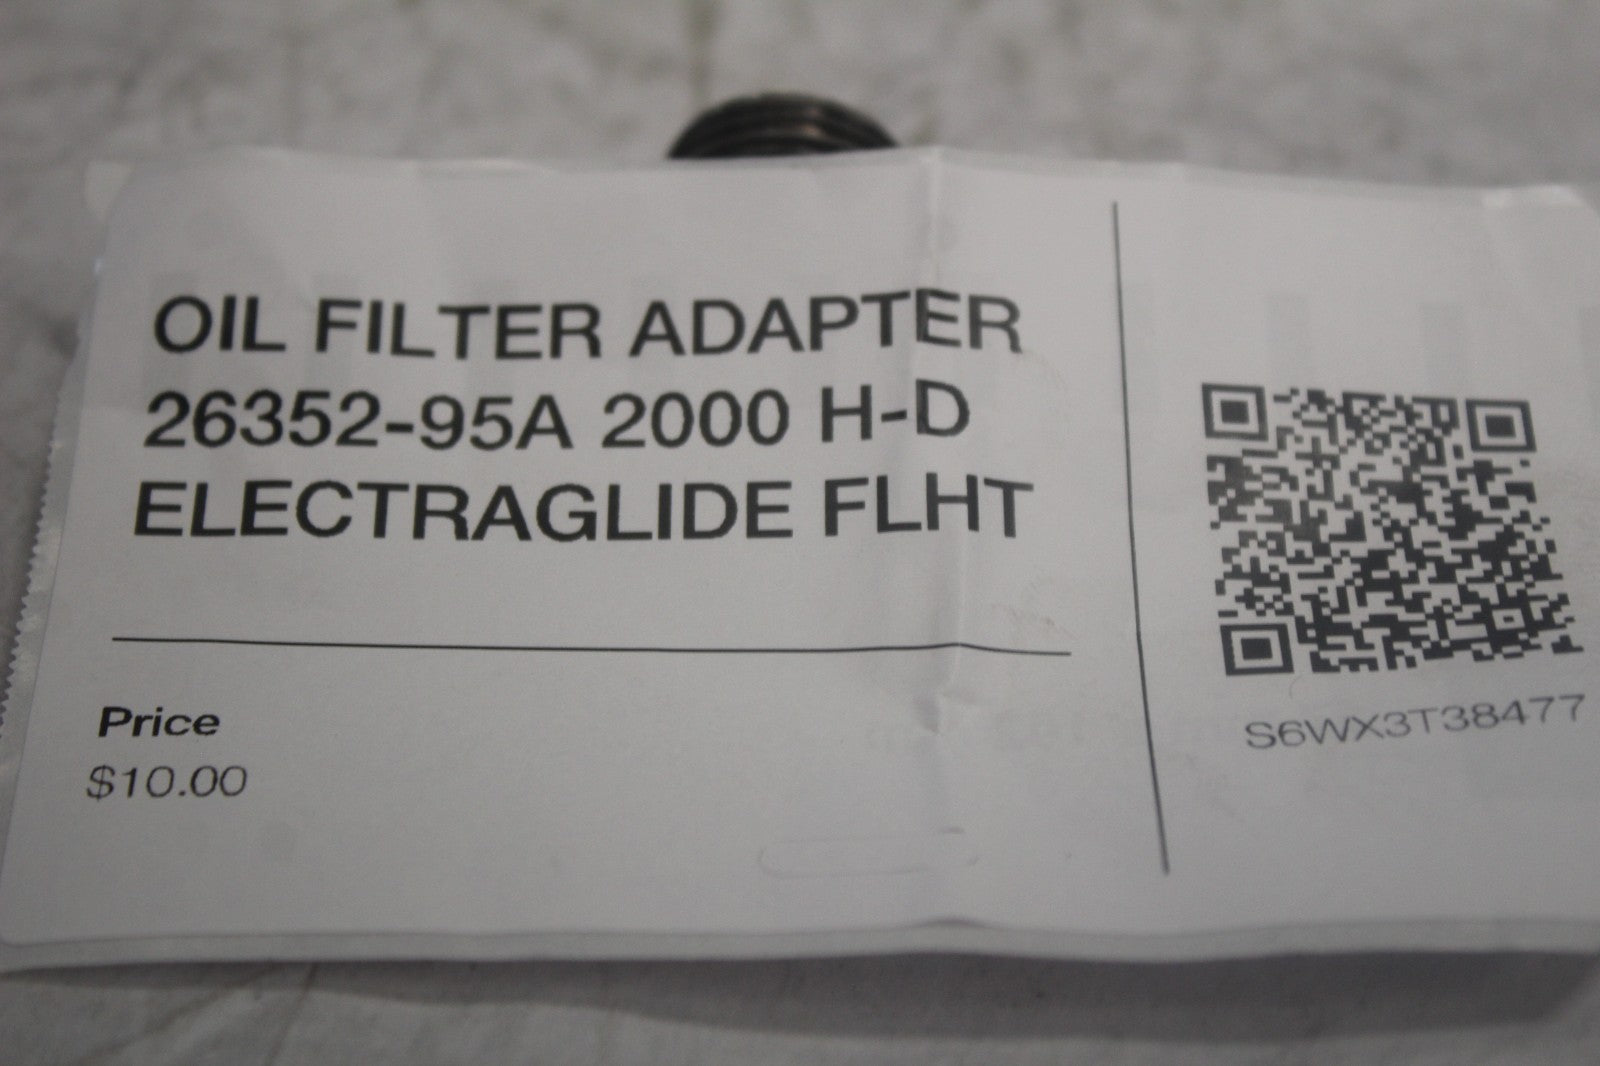 OIL FILTER ADAPTER
26352-95A 2000 H-D
ELECTRAGLIDE FLHT
Price
$10.00
S6WX3T38477